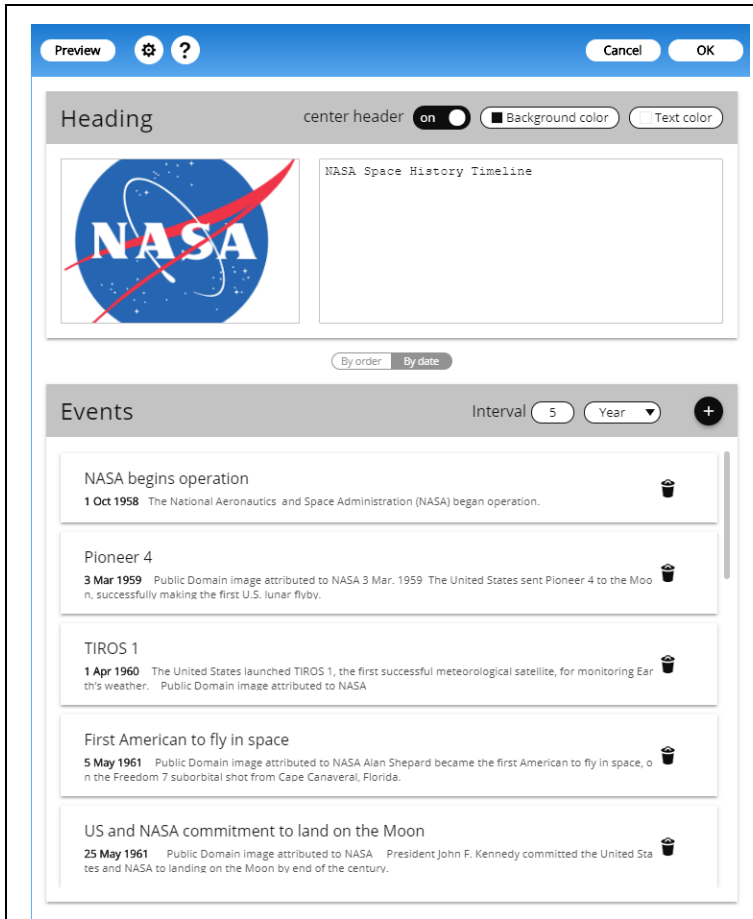 Preview ? Cancel OK
Heading center header on Background color Text color
NASA
NASA Space History Timeline
By order By date
Events Interval 5 Year +
NASA begins operation
1 Oct 1958 The National Aeronautics and Space Administration (NASA) began operation.
Pioneer 4
3 Mar 1959 Public Domain image attributed to NASA 3 Mar. 1959 The United States sent Pioneer 4 to the Moo
n, successfully making the first U.S. lunar flyby.
TIROS 1
1 Apr 1960 The United States launched TIROS 1, the first successful meteorological satellite, for monitoring Ear
th's weather. Public Domain image attributed to NASA
First American to fly in space
5 May 1961 Public Domain image attributed to NASA Alan Shepard became the first American to fly in space, o
n the Freedom 7 suborbital shot from Cape Canaveral, Florida.
US and NASA commitment to land on the Moon
25 May 1961 Public Domain image attributed to NASA President John F. Kennedy committed the United Sta
tes and NASA to landing on the Moon by end of the century.